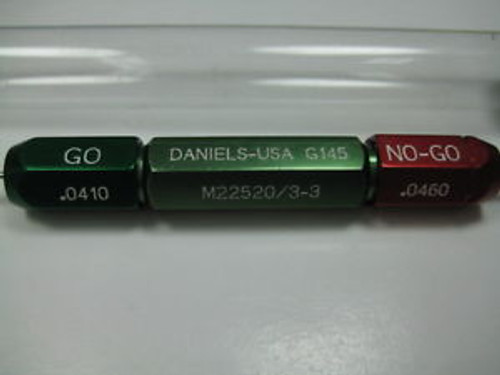 GO
.0410
DANIELS-USA G145
M22520/3-3
NO-GO
.0460